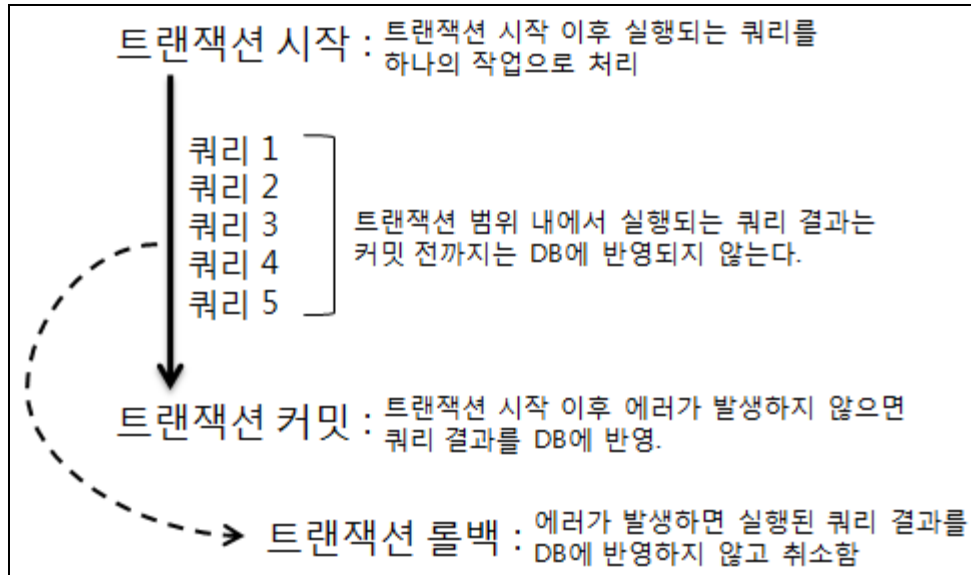 트랜잭션 시작 : 트랜잭션 시작 이후 실행되는 쿼리를
하나의 작업으로 처리
쿼리 1
쿼리 2
쿼리 3
쿼리 4
쿼리 5
트랜잭션 범위 내에서 실행되는 쿼리 결과는
커밋 전까지는 DB에 반영되지 않는다.
트랜잭션 커밋 : 트랜잭션 시작 이후 에러가 발생하지 않으면
쿼리 결과를 DB에 반영.
트랜잭션 롤백 : 에러가 발생하면 실행된 쿼리 결과를
DB에 반영하지 않고 취소함